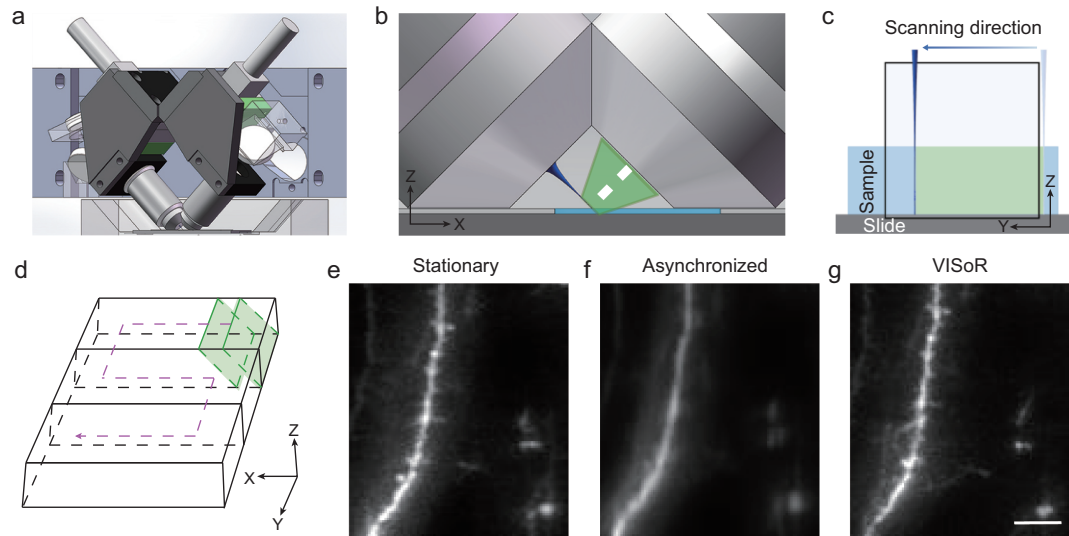 a
b
c
Scanning direction
Z
X
Sample
Slide
Z
Y
d
Z
X
Y
e
Stationary
f
Asynchronized
g
VISoR